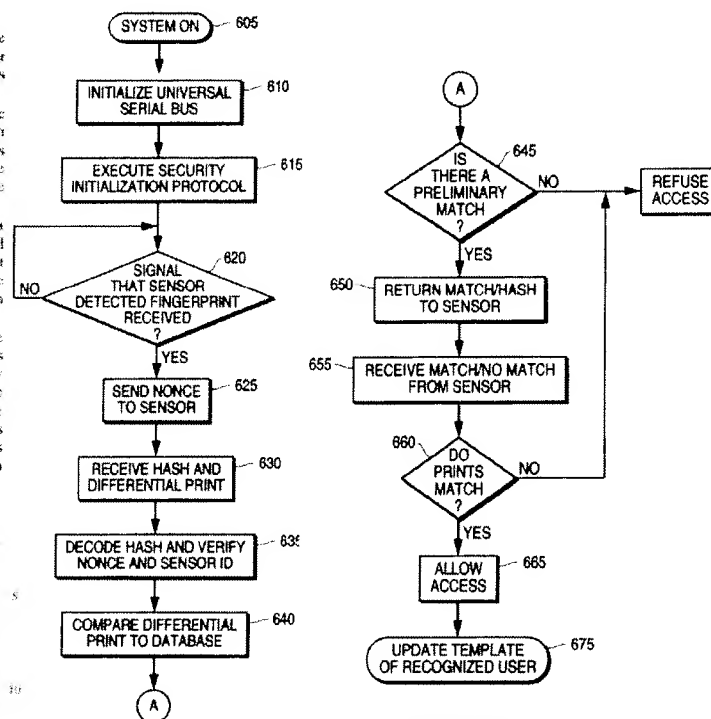 SYSTEM ON
605
INITIALIZE UNIVERSAL
SERIAL BUS
610
EXECUTE SECURITY
INITIALIZATION PROTOCOL
615
SIGNAL
THAT SENSOR
DETECTED FINGERPRINT
RECEIVED
?
620
NO
YES
SEND NONCE
TO SENSOR
625
RECEIVE HASH AND
DIFFERENTIAL PRINT
630
DECODE HASH AND VERIFY
NONCE AND SENSOR ID
635
COMPARE DIFFERENTIAL
PRINT TO DATABASE
640
A
A
IS
THERE A
PRELIMINARY
MATCH
?
645
NO
REFUSE
ACCESS
YES
650
RETURN MATCH/HASH
TO SENSOR
655
RECEIVE MATCH/NO MATCH
FROM SENSOR
660
DO
PRINTS
MATCH
?
NO
YES
ALLOW
ACCESS
665
UPDATE TEMPLATE
OF RECOGNIZED USER
675